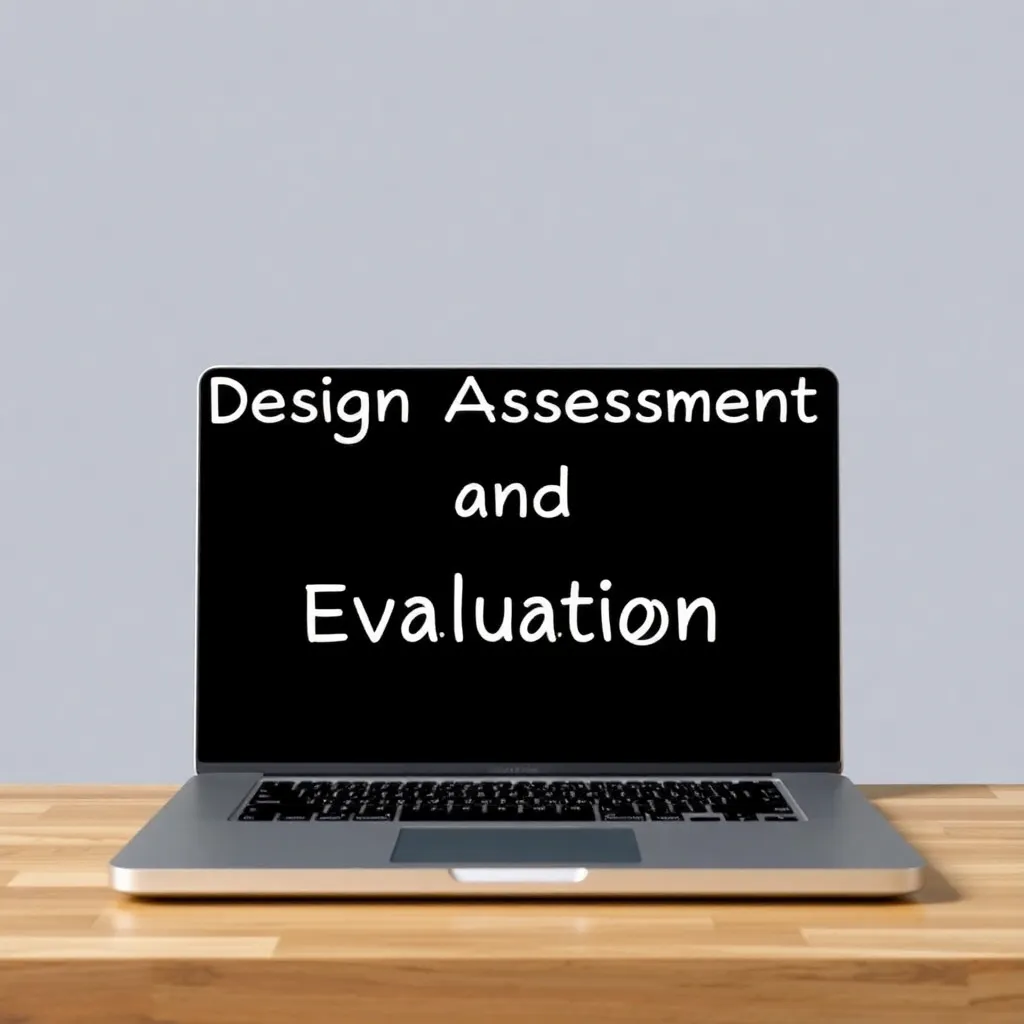 Design Assessment
and
Evaluation